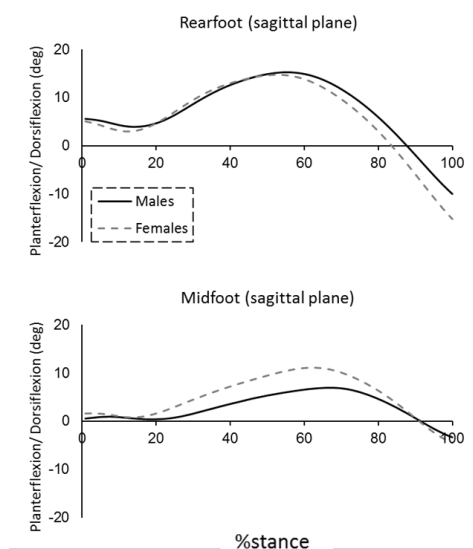 Rearfoot (sagittal plane)
Planterflexion/ Dorsiflexion (deg)
20
10
0
-10
-20
0 20 40 60 80 100
Males
Females
Midfoot (sagittal plane)
Planterflexion/ Dorsiflexion (deg)
20
10
0
-10
-20
0 20 40 60 80 100
%stance